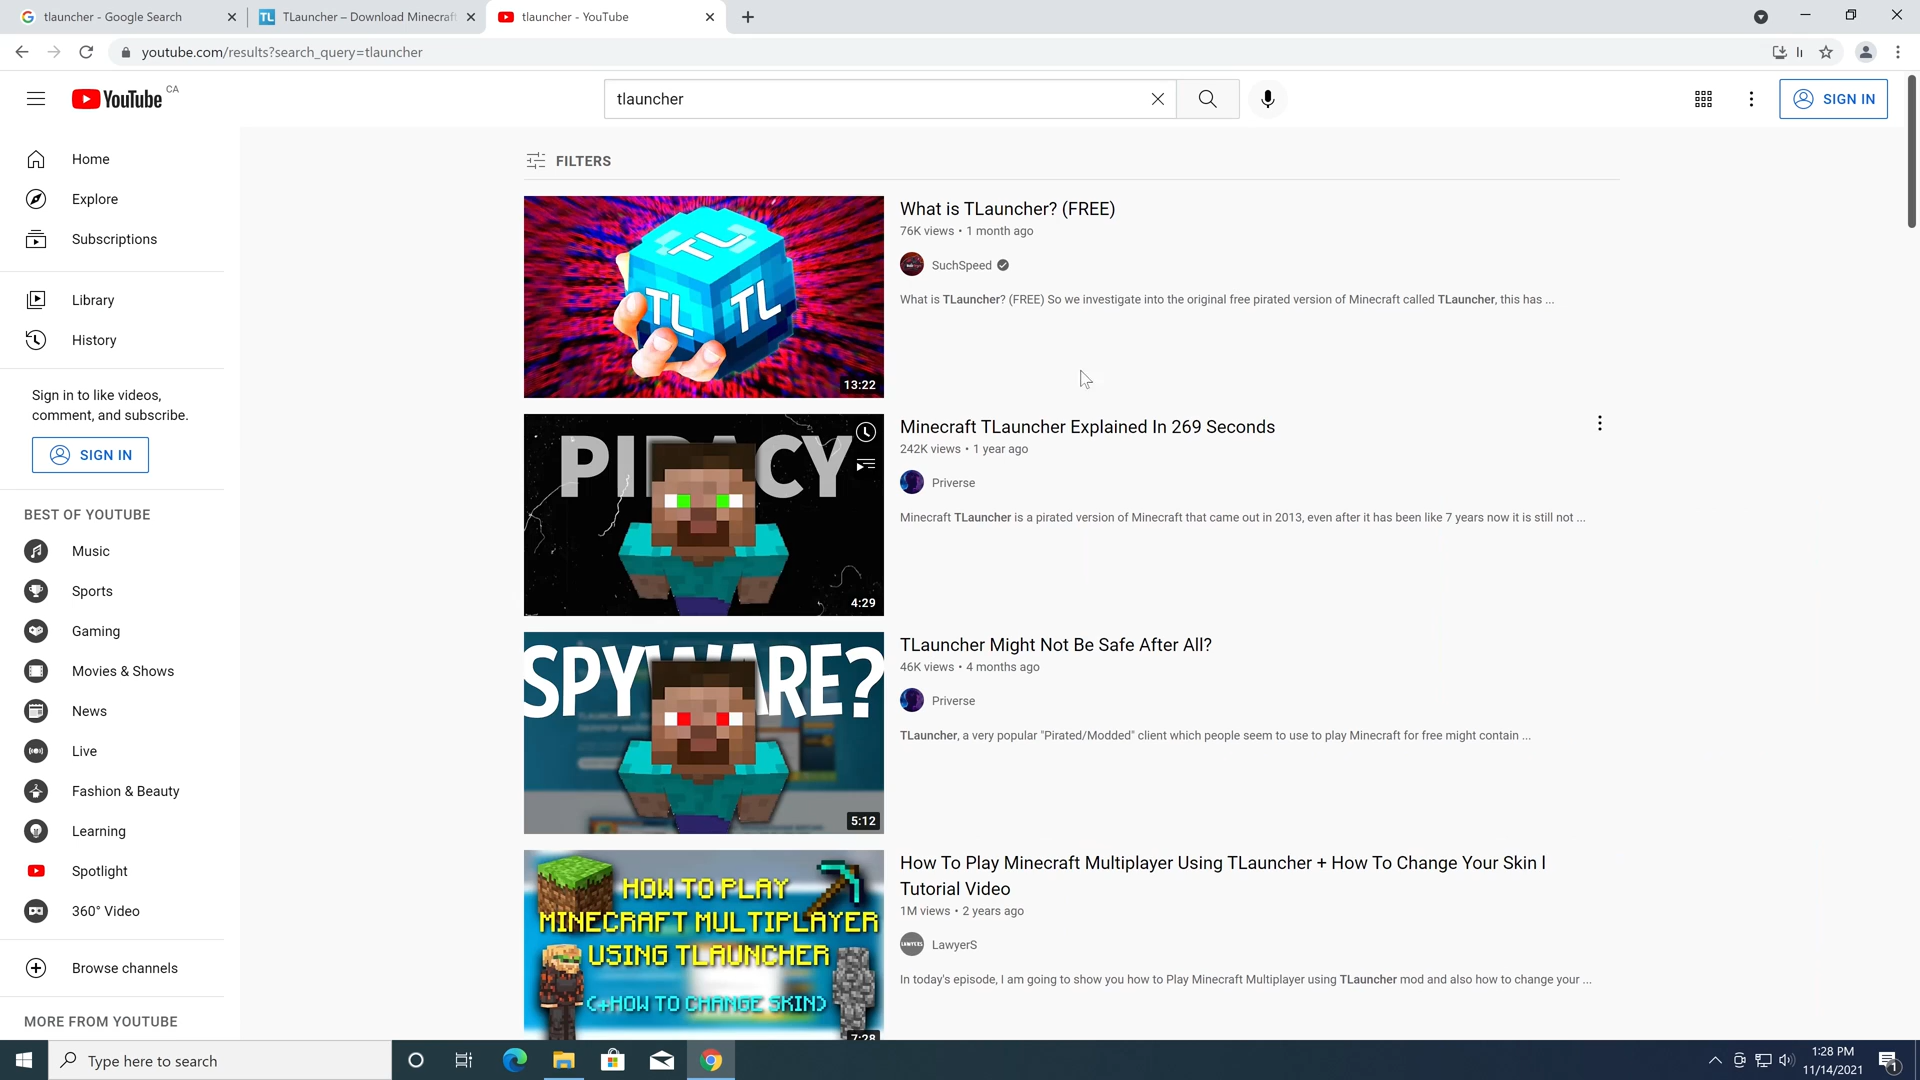 tlauncher - Google Search
TLauncher – Download Minecraft
tlauncher - YouTube
youtube.com/results?search_query=tlauncher
YouTube CA
tlauncher
SIGN IN
Home
Explore
Subscriptions
Library
History
Sign in to like videos,
comment, and subscribe.
SIGN IN
BEST OF YOUTUBE
Music
Sports
Gaming
Movies & Shows
News
Live
Fashion & Beauty
Learning
Spotlight
360° Video
Browse channels
MORE FROM YOUTUBE
FILTERS
TL
TL
TL
13:22
What is TLauncher? (FREE)
76K views • 1 month ago
SuchSpeed
What is TLauncher? (FREE) So we investigate into the original free pirated version of Minecraft called TLauncher, this has ...
4:29
Minecraft TLauncher Explained In 269 Seconds
242K views • 1 year ago
Priverse
Minecraft TLauncher is a pirated version of Minecraft that came out in 2013, even after it has been like 7 years now it is still not ...
5:12
TLauncher Might Not Be Safe After All?
46K views • 4 months ago
Priverse
TLauncher, a very popular "Pirated/Modded" client which people seem to use to play Minecraft for free might contain ...
HOW TO PLAY
MINECRAFT MULTIPLAYER
USING TLAUNCHER
(+HOW TO CHANGE SKIN)
7:28
How To Play Minecraft Multiplayer Using TLauncher + How To Change Your Skin I
Tutorial Video
1M views • 2 years ago
LawyerS
In today's episode, I am going to show you how to Play Minecraft Multiplayer using TLauncher mod and also how to change your ...
Type here to search
1:28 PM
11/14/2021
1